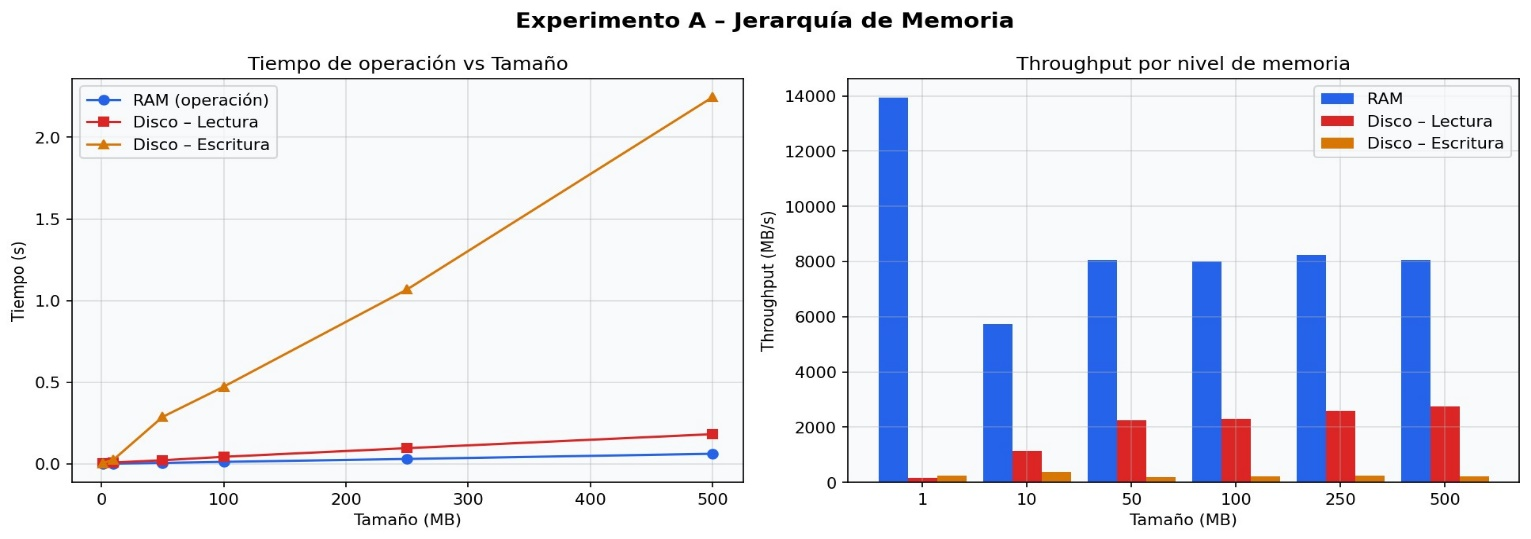 Experimento A – Jerarquía de Memoria
Tiempo de operación vs Tamaño
RAM (operación)
Disco – Lectura
Disco – Escritura
2.0
1.5
1.0
0.5
0.0
Tiempo (s)
0 100 200 300 400 500
Tamaño (MB)
Throughput por nivel de memoria
RAM
Disco – Lectura
Disco – Escritura
14000
12000
10000
8000
6000
4000
2000
0
Throughput (MB/s)
1 10 50 100 250 500
Tamaño (MB)